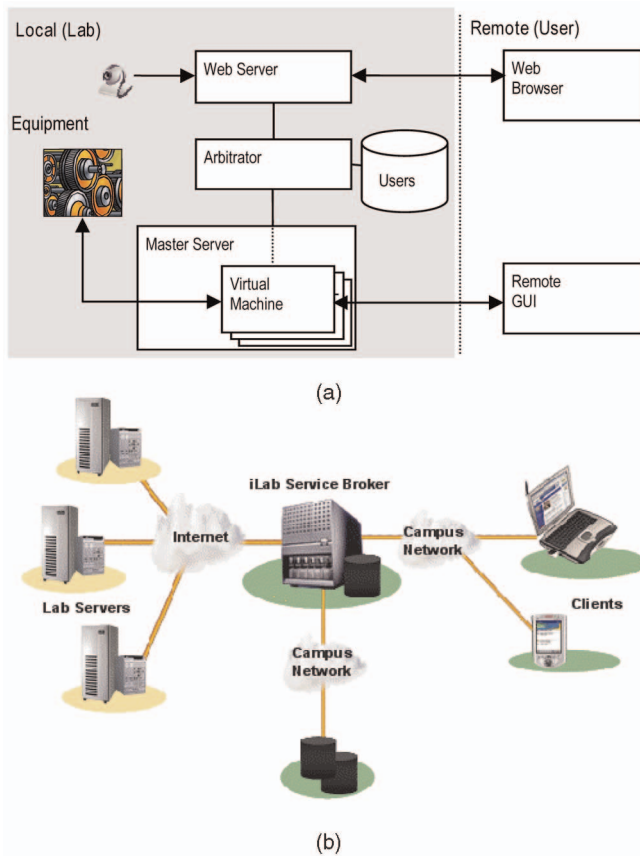 Local (Lab)
Remote (User)
Web Server
Web
Browser
Equipment
Arbitrator
Users
Master Server
Virtual
Machine
Remote
GUI
(a)
iLab Service Broker
Internet
Campus
Network
Lab Servers
Clients
Campus
Network
(b)